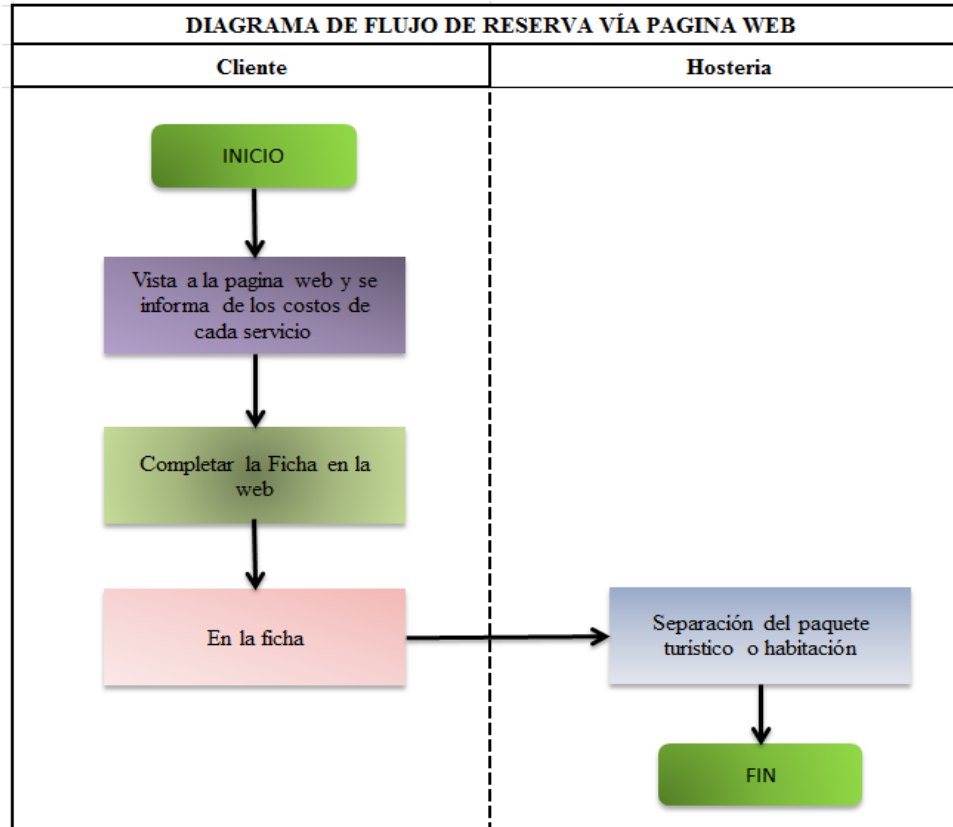 DIAGRAMA DE FLUJO DE RESERVA VÍA PAGINA WEB
Cliente
Hosteria
INICIO
Vista a la pagina web y se
informa de los costos de
cada servicio
Completar la Ficha en la
web
En la ficha
Separación del paquete
turístico o habitación
FIN